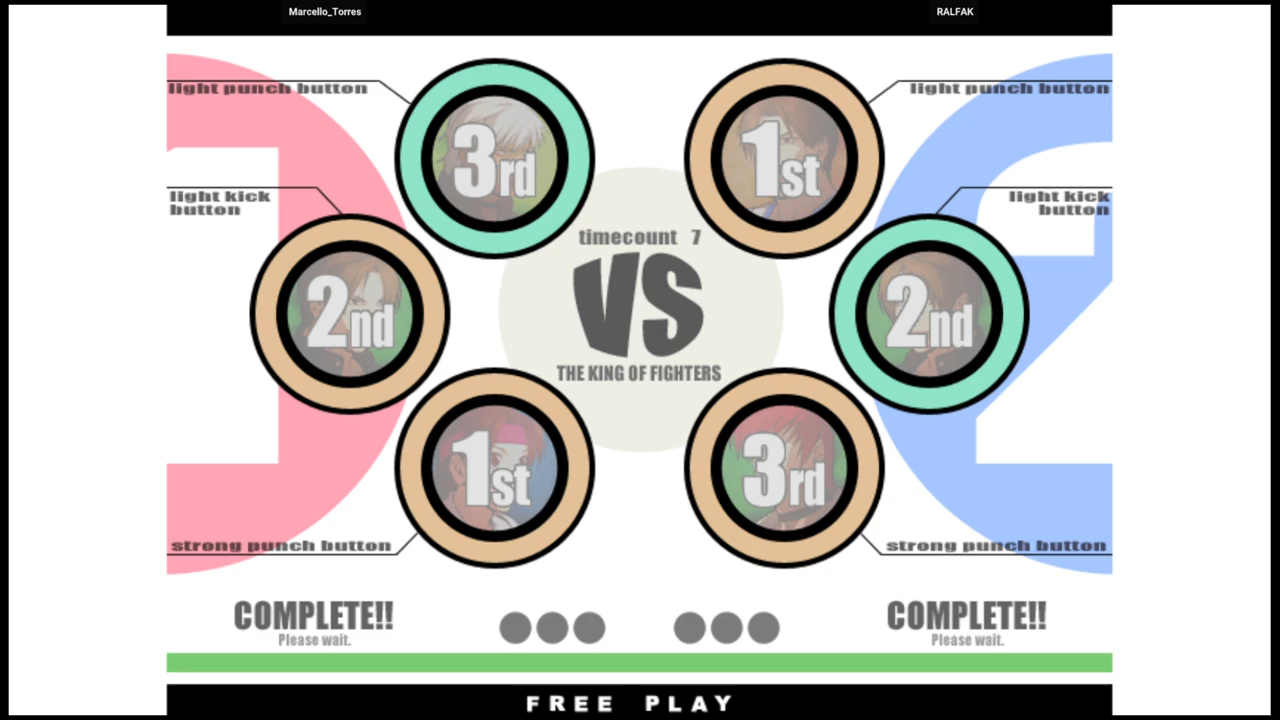 Marcello_Torres
RALFAK
light punch button
3rd
1st
light punch button
light kick
button
light kick
button
timecount 7
2nd
VS
2nd
THE KING OF FIGHTERS
1st
3rd
strong punch button
strong punch button
COMPLETE!!
COMPLETE!!
Please wait.
Please wait.
FREE PLAY